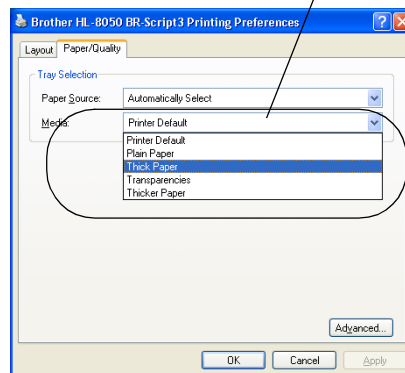 Brother HL-8050 BR-Script3 Printing Preferences
Layout Paper/Quality
Tray Selection
Paper Source: Automatically Select
Media: Printer Default
Printer Default
Plain Paper
Thick Paper
Transparencies
Thicker Paper
Advanced...
OK Cancel Apply